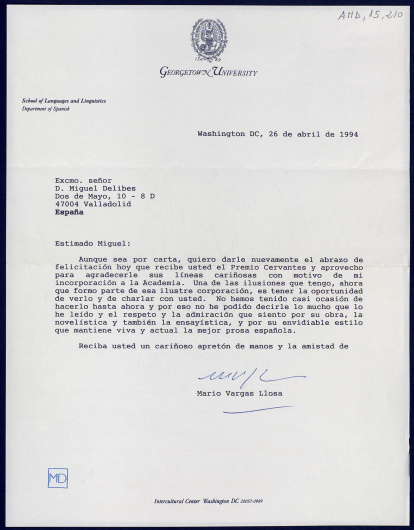 AMD, 15, 210
GEORGETOWN UNIVERSITY
School of Languages and Linguistics
Department of Spanish
Washington DC, 26 de abril de 1994
Excmo. señor
D. Miguel Delibes
Dos de Mayo, 10 - 8 D
47004 Valladolid
España
Estimado Miguel:
Aunque sea por carta, quiero darle nuevamente el abrazo de
felicitación hoy que recibe usted el Premio Cervantes y aprovecho
para agradecerle sus líneas cariñosas con motivo de mi
incorporación a la Academia. Una de las ilusiones que tengo, ahora
que formo parte de esa ilustre corporación, es tener la oportunidad
de verlo y de charlar con usted. No hemos tenido casi ocasión de
hacerlo hasta ahora y por eso no he podido decirle lo mucho que lo
he leído y el respeto y la admiración que siento por su obra, la
novelística y también la ensayística, y por su envidiable estilo
que mantiene viva y actual la mejor prosa española.
Reciba usted un cariñoso apretón de manos y la amistad de
Mario Vargas Llosa
MD
Intercultural Center Washington DC 20057-0989